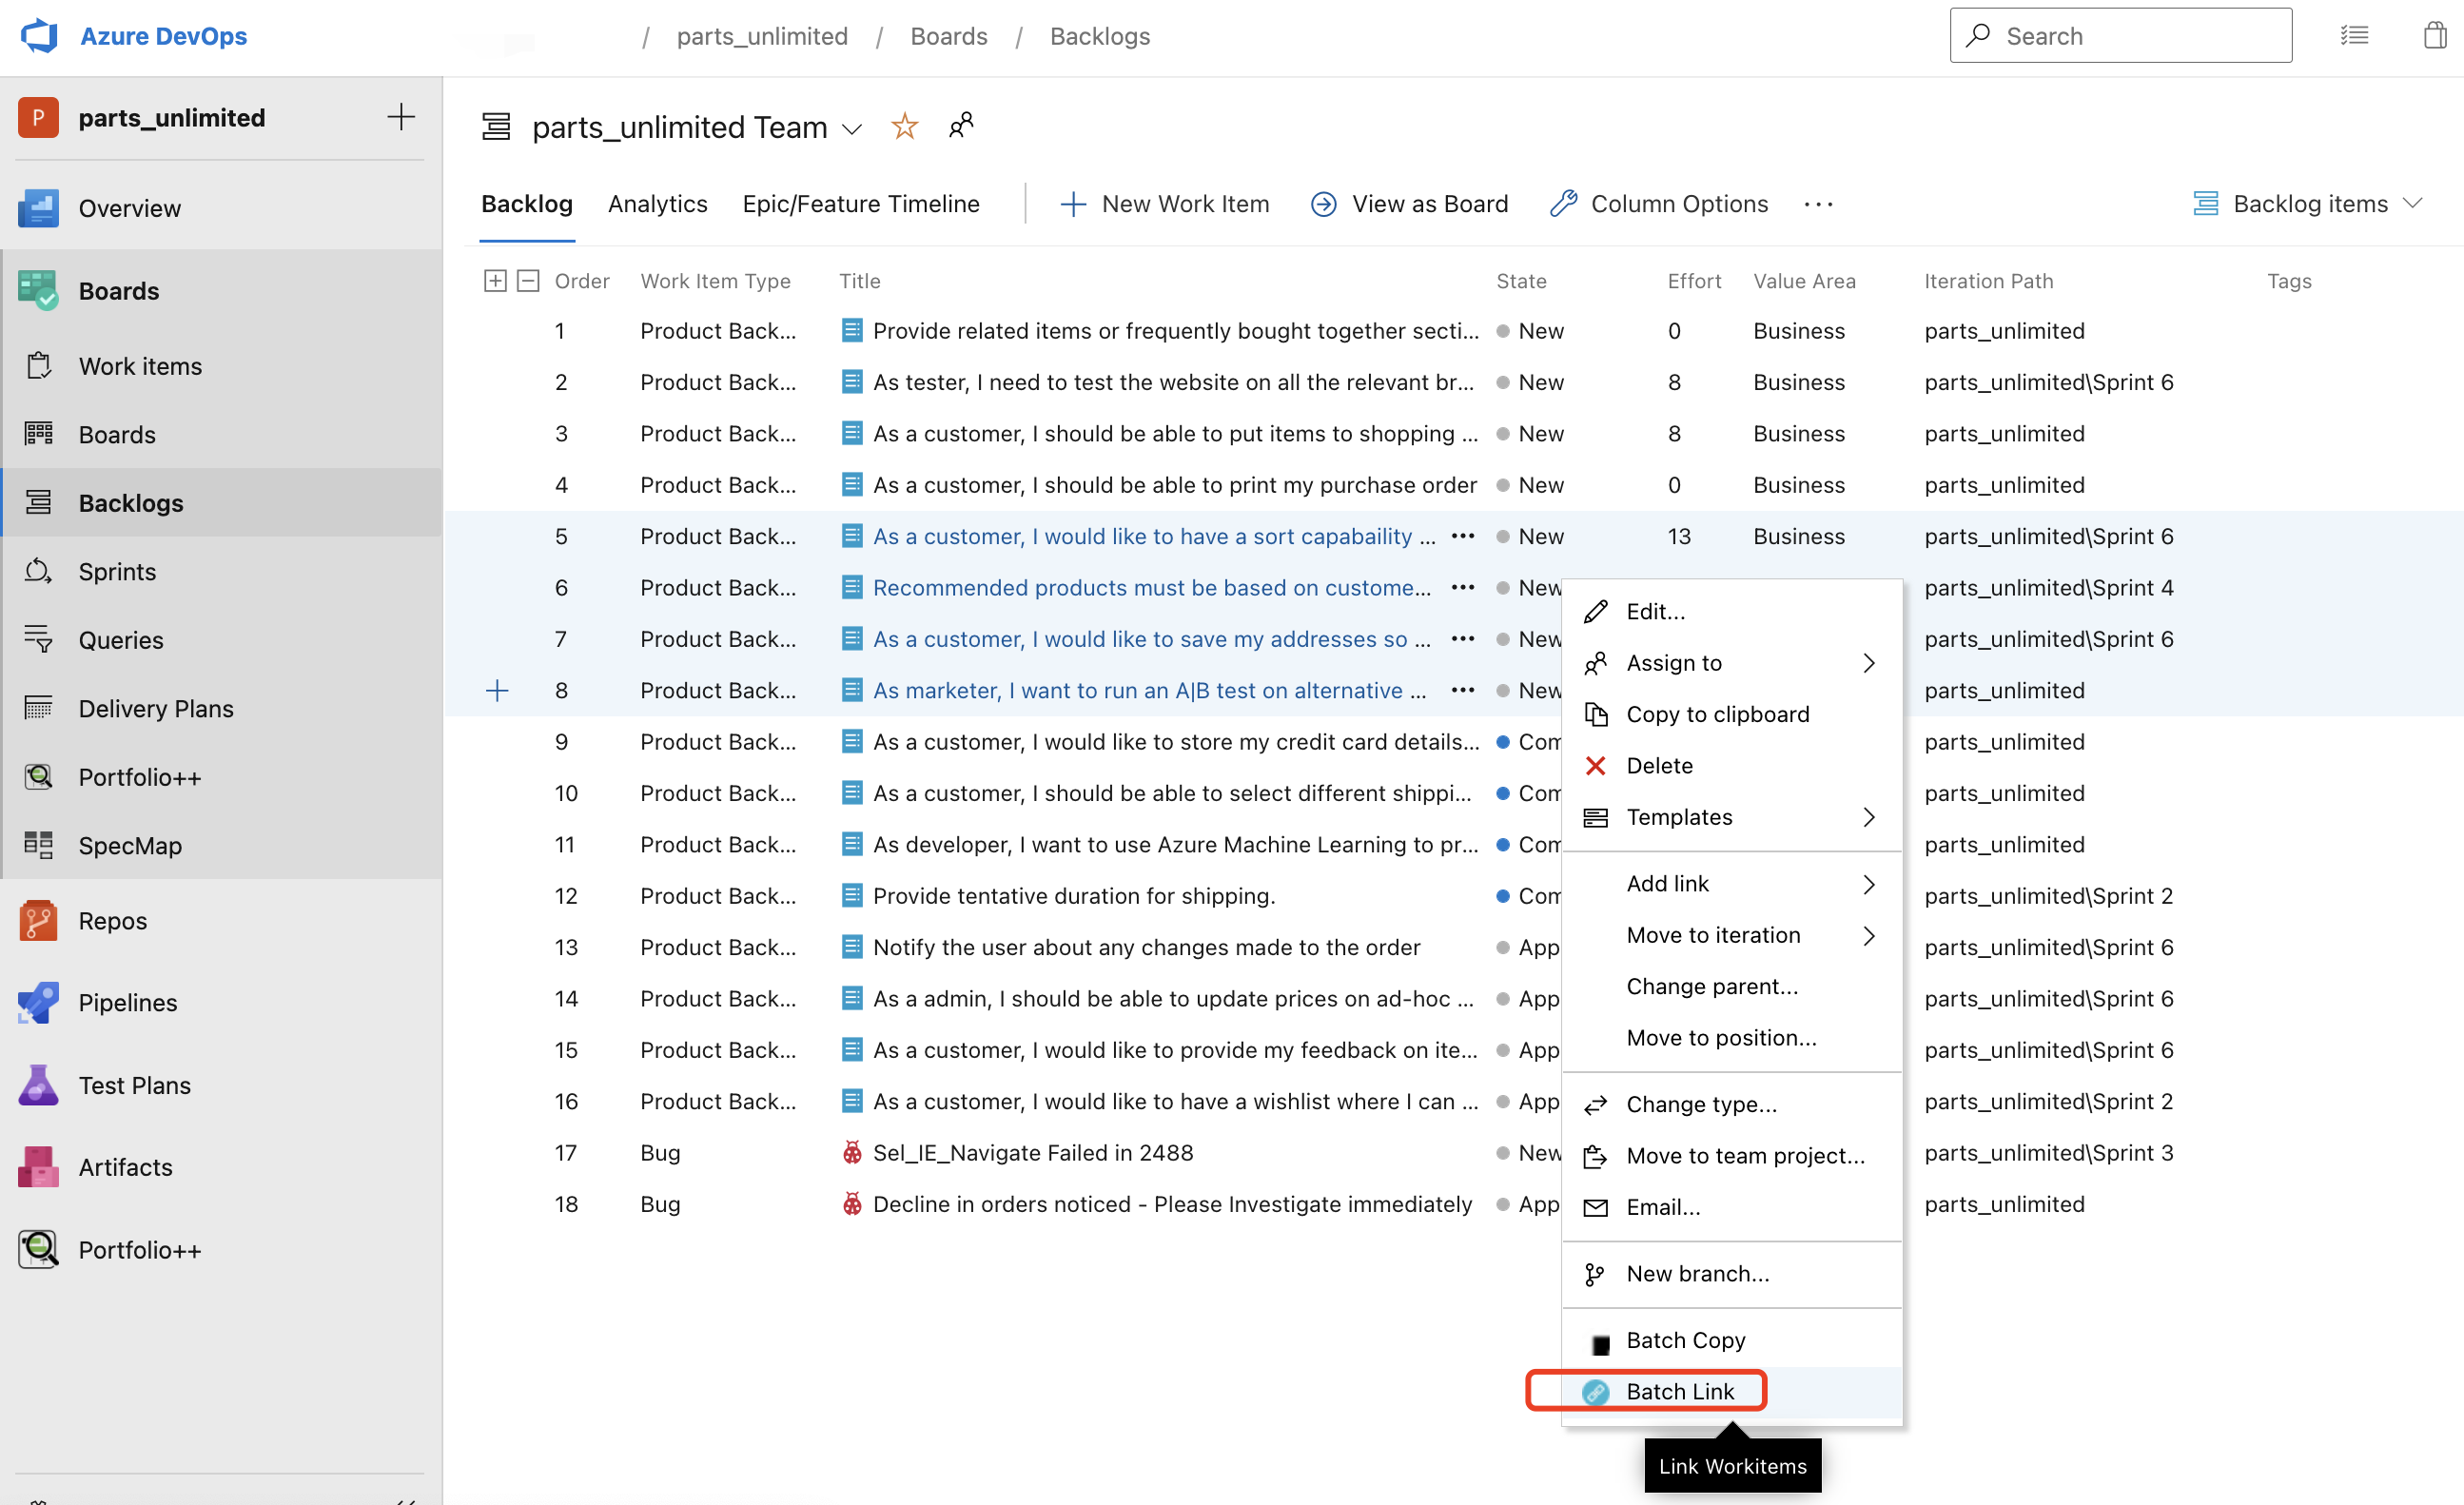 Azure DevOps / parts_unlimited / Boards / Backlogs Search
P parts_unlimited
Overview
Boards
Work items
Boards
Backlogs
Sprints
Queries
Delivery Plans
Portfolio++
SpecMap
Repos
Pipelines
Test Plans
Artifacts
Portfolio++
parts_unlimited Team
Backlog Analytics Epic/Feature Timeline New Work Item View as Board Column Options ... Backlog items
Order Work Item Type Title State Effort Value Area Iteration Path Tags
1 Product Back... Provide related items or frequently bought together secti... New 0 Business parts_unlimited
2 Product Back... As tester, I need to test the website on all the relevant br... New 8 Business parts_unlimited\Sprint 6
3 Product Back... As a customer, I should be able to put items to shopping ... New 8 Business parts_unlimited
4 Product Back... As a customer, I should be able to print my purchase order New 0 Business parts_unlimited
5 Product Back... As a customer, I would like to have a sort capabaility ... New 13 Business parts_unlimited\Sprint 6
6 Product Back... Recommended products must be based on custome... New parts_unlimited\Sprint 4
7 Product Back... As a customer, I would like to save my addresses so ... New parts_unlimited\Sprint 6
8 Product Back... As marketer, I want to run an A|B test on alternative ... New parts_unlimited
9 Product Back... As a customer, I would like to store my credit card details... Com parts_unlimited
10 Product Back... As a customer, I should be able to select different shippi... Com parts_unlimited
11 Product Back... As developer, I want to use Azure Machine Learning to pr... Com parts_unlimited
12 Product Back... Provide tentative duration for shipping. Com parts_unlimited\Sprint 2
13 Product Back... Notify the user about any changes made to the order App parts_unlimited\Sprint 6
14 Product Back... As a admin, I should be able to update prices on ad-hoc ... App parts_unlimited\Sprint 6
15 Product Back... As a customer, I would like to provide my feedback on ite... App parts_unlimited\Sprint 6
16 Product Back... As a customer, I would like to have a wishlist where I can ... App parts_unlimited\Sprint 2
17 Bug Sel_IE_Navigate Failed in 2488 New parts_unlimited\Sprint 3
18 Bug Decline in orders noticed - Please Investigate immediately App parts_unlimited
Edit...
Assign to
Copy to clipboard
Delete
Templates
Add link
Move to iteration
Change parent...
Move to position...
Change type...
Move to team project...
Email...
New branch...
Batch Copy
Batch Link
Link Workitems